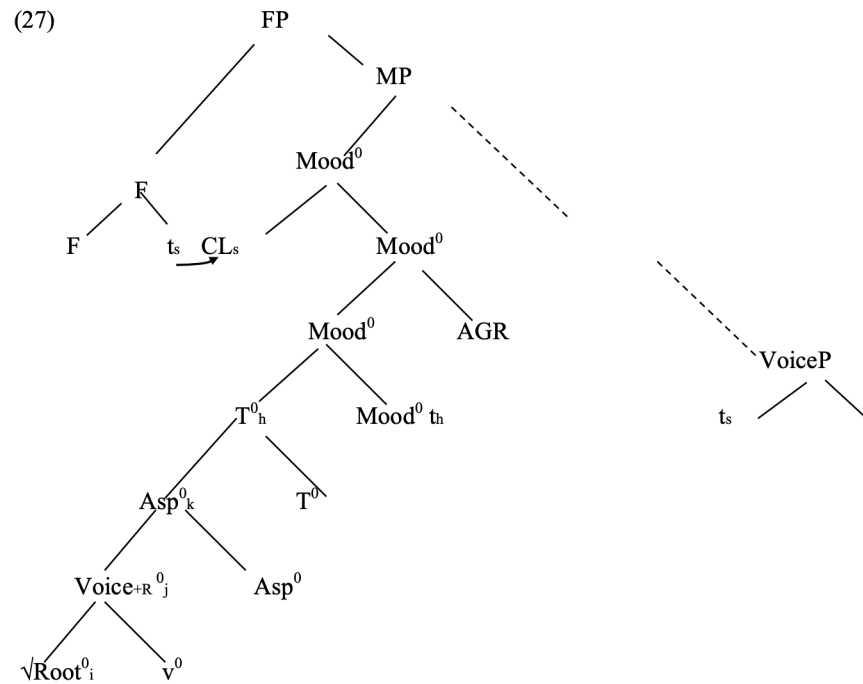 (27) FP
MP
Mood⁰
F
F tₛ CLₛ Mood⁰
Mood⁰ AGR
VoiceP
T⁰ₕ Mood⁰ tₕ tₛ
Asp⁰ₖ T⁰
Voice+R ⁰ⱼ Asp⁰
√Root⁰ᵢ v⁰